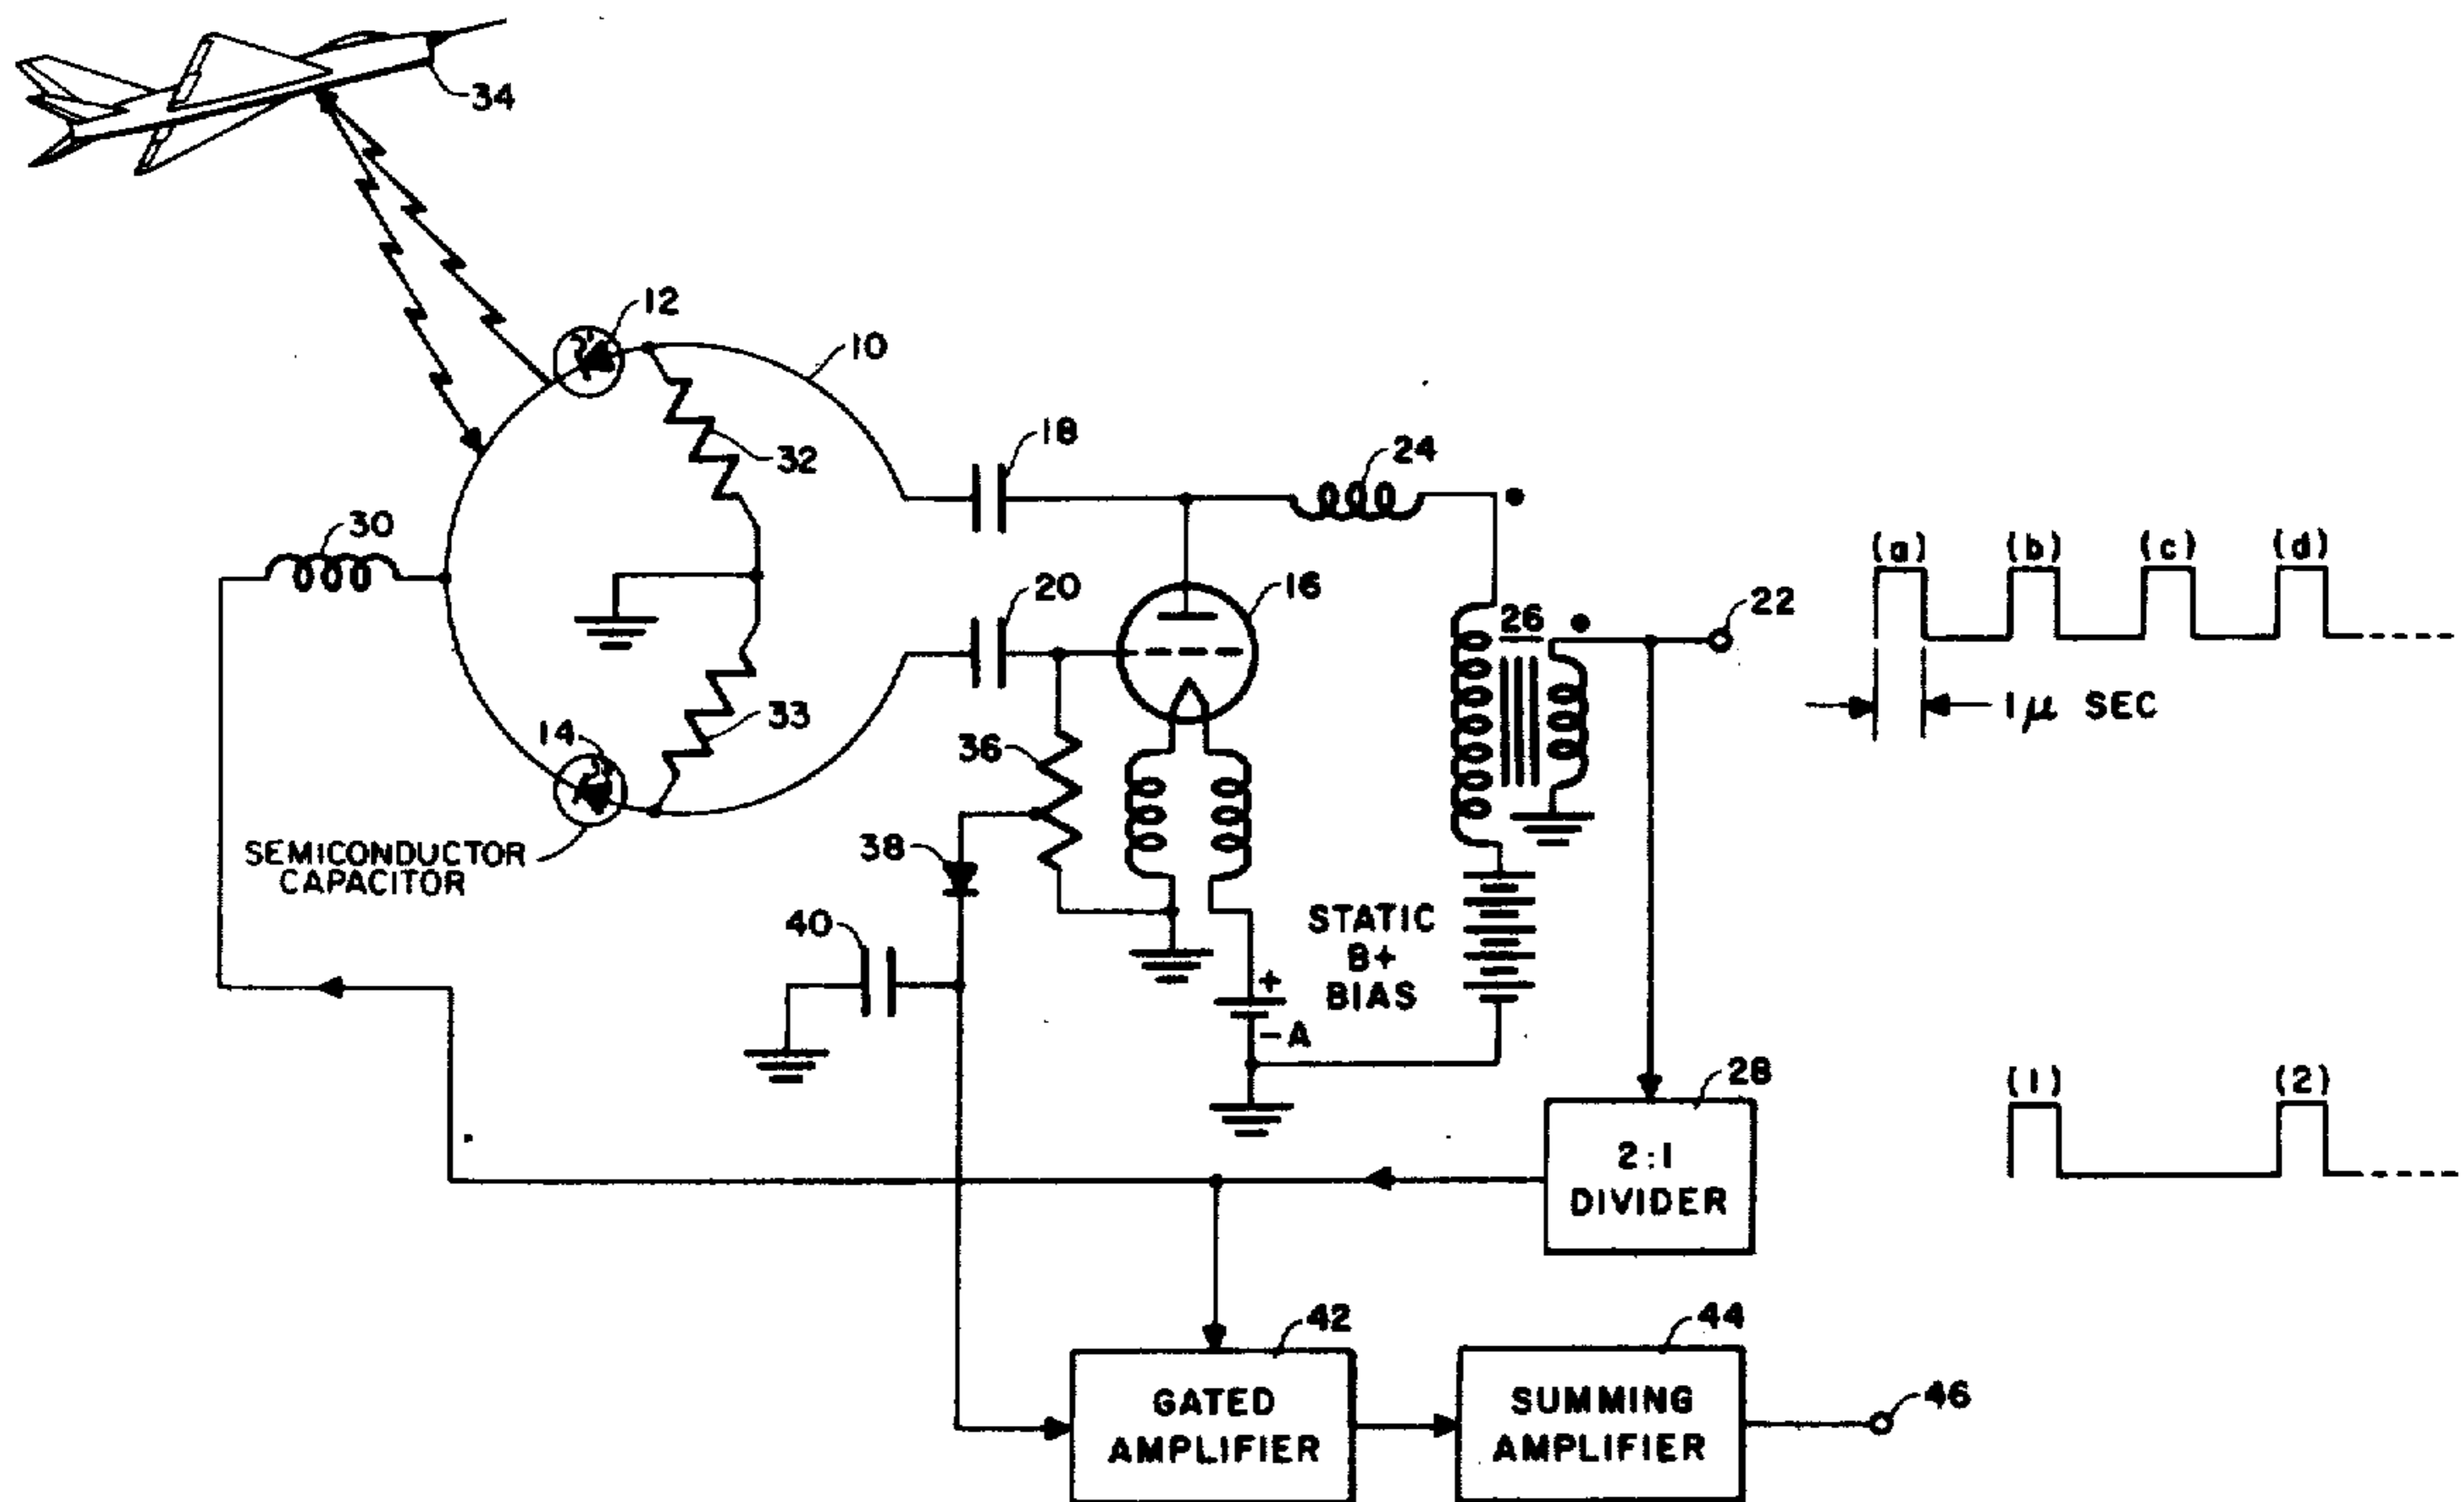 34
12
10
18
24
32
30
(a) (b) (c) (d)
20
16
26
22
1μ SEC
33
14
36
SEMICONDUCTOR
CAPACITOR
38
40
STATIC
B+
BIAS
+
-A
28
2:1
DIVIDER
(1) (2)
42
44
GATED
AMPLIFIER
SUMMING
AMPLIFIER
46